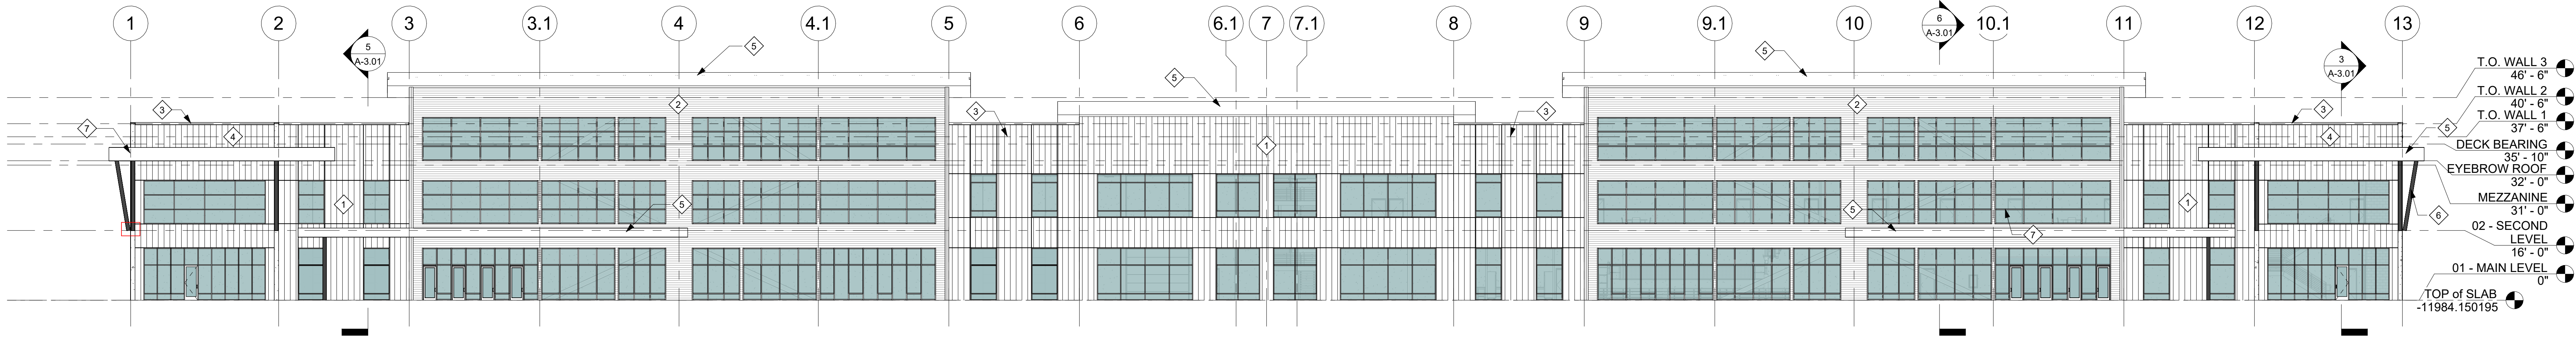 1 2 3 3.1 4 4.1 5 6 6.1 7 7.1 8 9 9.1 10 10.1 11 12 13
5
A-3.01
6
A-3.01
3
A-3.01
5
5
5
3
7
4
2
3
1
3
2
3
4
5
1
5
5
7
1
6
T.O. WALL 3
46' - 6"
T.O. WALL 2
40' - 6"
T.O. WALL 1
37' - 6"
DECK BEARING
35' - 10"
EYEBROW ROOF
32' - 0"
MEZZANINE
31' - 0"
02 - SECOND
LEVEL
16' - 0"
01 - MAIN LEVEL
0"
TOP of SLAB
-11984.150195